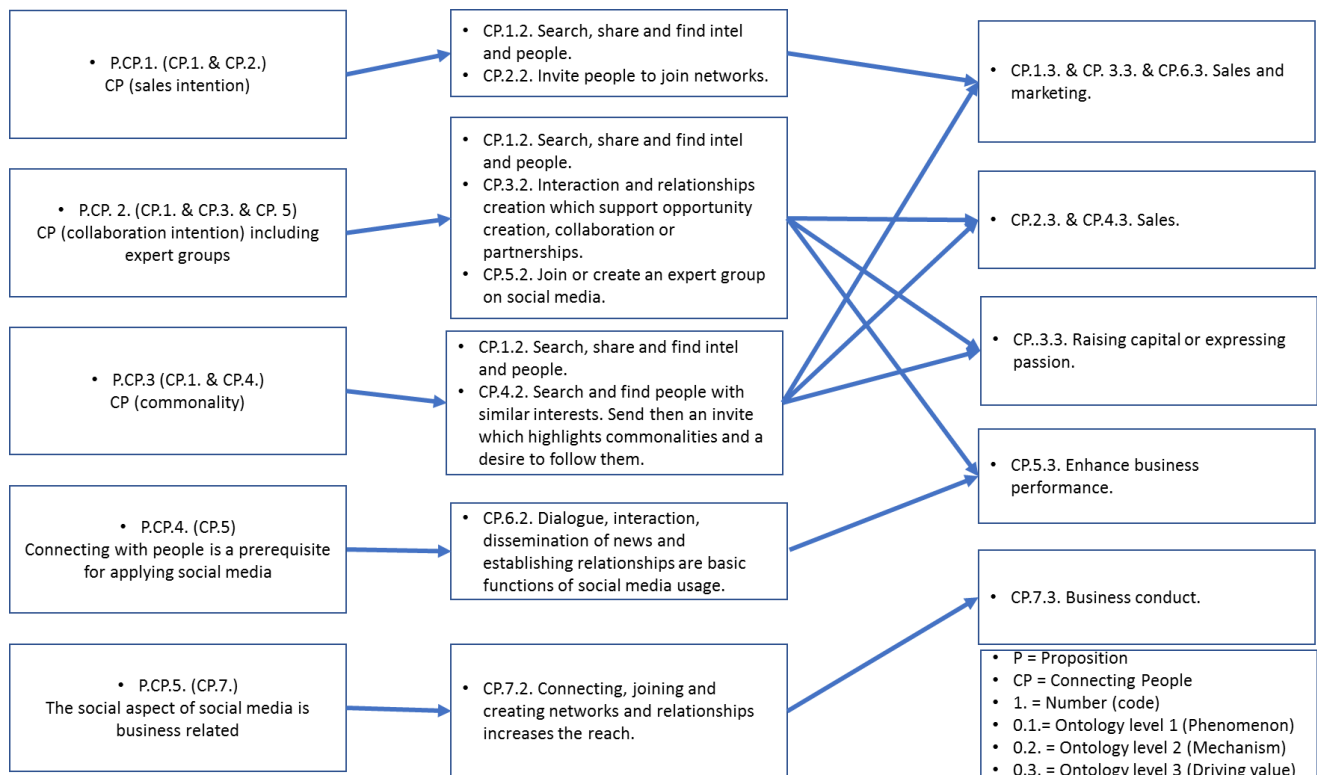 • P.CP.1. (CP.1. & CP.2.)
CP (sales intention)
• P.CP. 2. (CP.1. & CP.3. & CP. 5)
CP (collaboration intention) including
expert groups
• P.CP.3 (CP.1. & CP.4.)
CP (commonality)
• P.CP.4. (CP.5)
Connecting with people is a prerequisite
for applying social media
• P.CP.5. (CP.7.)
The social aspect of social media is
business related
• CP.1.2. Search, share and find intel
and people.
• CP.2.2. Invite people to join networks.
• CP.1.2. Search, share and find intel
and people.
• CP.3.2. Interaction and relationships
creation which support opportunity
creation, collaboration or
partnerships.
• CP.5.2. Join or create an expert group
on social media.
• CP.1.2. Search, share and find intel
and people.
• CP.4.2. Search and find people with
similar interests. Send then an invite
which highlights commonalities and a
desire to follow them.
• CP.6.2. Dialogue, interaction,
dissemination of news and
establishing relationships are basic
functions of social media usage.
• CP.7.2. Connecting, joining and
creating networks and relationships
increases the reach.
• CP.1.3. & CP. 3.3. & CP.6.3. Sales and
marketing.
• CP.2.3. & CP.4.3. Sales.
• CP..3.3. Raising capital or expressing
passion.
• CP.5.3. Enhance business
performance.
• CP.7.3. Business conduct.
• P = Proposition
• CP = Connecting People
• 1. = Number (code)
• 0.1.= Ontology level 1 (Phenomenon)
• 0.2. = Ontology level 2 (Mechanism)
• 0.3. = Ontology level 3 (Driving value)